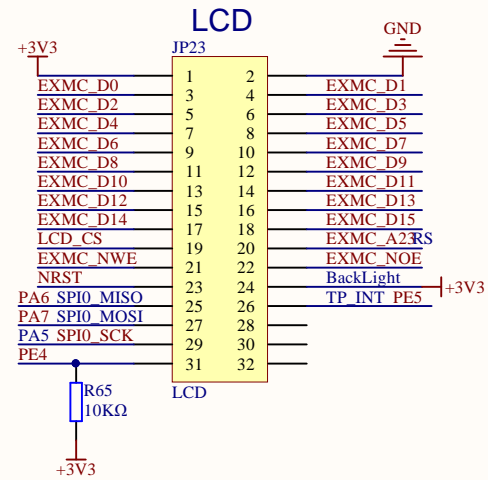 LCD
+3V3
JP23
GND
1 2
EXMC_D0 3 4 EXMC_D1
EXMC_D2 5 6 EXMC_D3
EXMC_D4 7 8 EXMC_D5
EXMC_D6 9 10 EXMC_D7
EXMC_D8 11 12 EXMC_D9
EXMC_D10 13 14 EXMC_D11
EXMC_D12 15 16 EXMC_D13
EXMC_D14 17 18 EXMC_D15
LCD_CS 19 20 EXMC_A23 RS
EXMC_NWE 21 22 EXMC_NOE
NRST 23 24 BackLight +3V3
PA6 SPI0_MISO 25 26 TP_INT PE5
PA7 SPI0_MOSI 27 28
PA5 SPI0_SCK 29 30
PE4 31 32
R65
10KΩ
LCD
+3V3